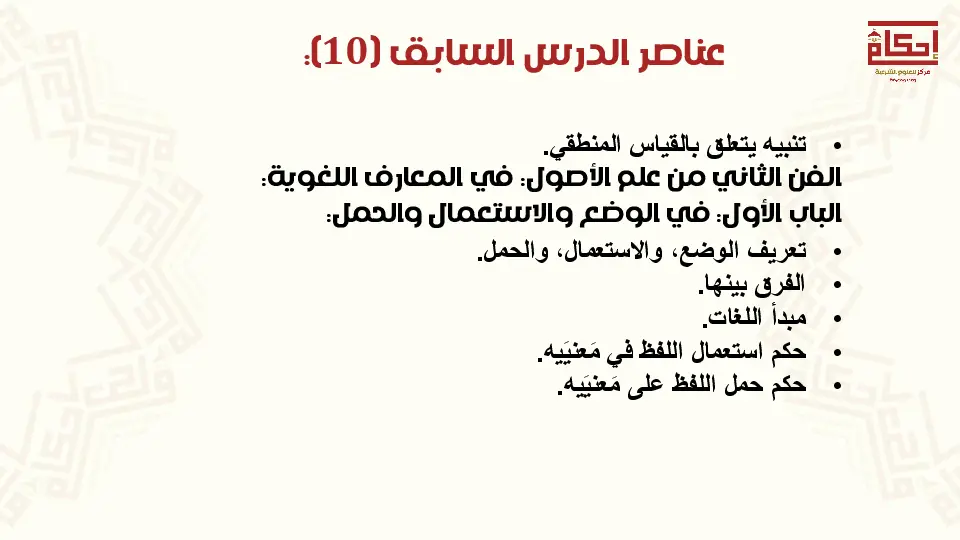 إحكام
مركز للعلوم الشرعية
عناصر الدرس السابق (10):
• تنبيه يتعلق بالقياس المنطقي.
الفن الثاني من علم الأصول: في المعارف اللغوية:
الباب الأول: في الوضع والاستعمال والحمل:
• تعريف الوضع، والاستعمال، والحمل.
• الفرق بينها.
• مبدأ اللغات.
• حكم استعمال اللفظ في مَعنيَيه.
• حكم حمل اللفظ على مَعنيَيه.